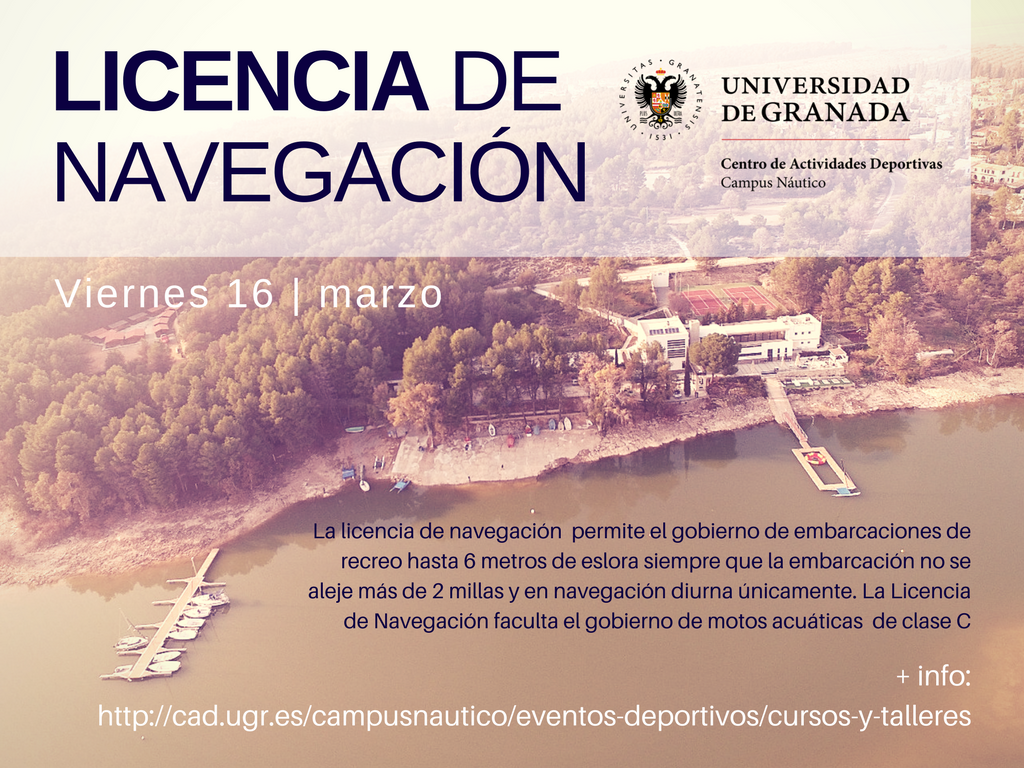 LICENCIA DE
NAVEGACIÓN
UNIVERSITAS · GRANATENSIS · 1531 ·
UNIVERSIDAD
DE GRANADA
Centro de Actividades Deportivas
Campus Náutico
Viernes 16 | marzo
La licencia de navegación permite el gobierno de embarcaciones de
recreo hasta 6 metros de eslora siempre que la embarcación no se
aleje más de 2 millas y en navegación diurna únicamente. La Licencia
de Navegación faculta el gobierno de motos acuáticas de clase C
+ info:
http://cad.ugr.es/campusnautico/eventos-deportivos/cursos-y-talleres